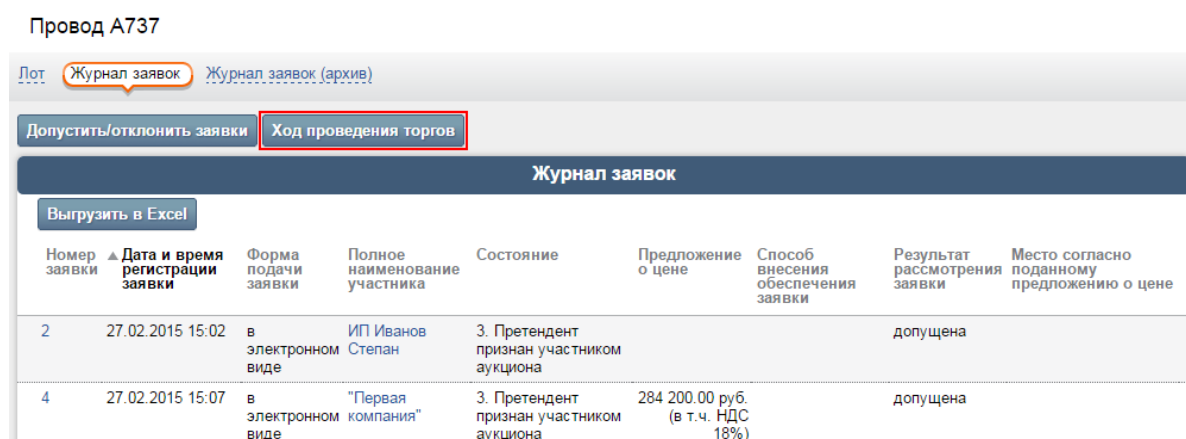 Провод А737
Лот Журнал заявок Журнал заявок (архив)
Допустить/отклонить заявки Ход проведения торгов
Журнал заявок
Выгрузить в Excel
Номер заявки ▲ Дата и время регистрации заявки Форма подачи заявки Полное наименование участника Состояние Предложение о цене Способ внесения обеспечения заявки Результат рассмотрения заявки Место согласно поданному предложению о цене
2 27.02.2015 15:02 в электронном виде ИП Иванов Степан 3. Претендент признан участником аукциона допущена
4 27.02.2015 15:07 в электронном виде "Первая компания" 3. Претендент признан участником аукциона 284 200.00 руб. (в т.ч. НДС 18%) допущена